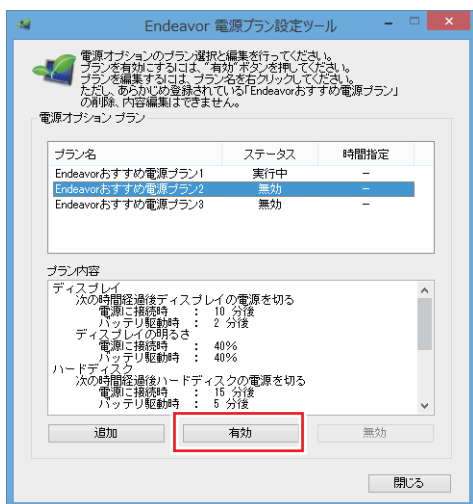 Endeavor 電源プラン設定ツール
電源オプションのプラン選択と編集を行ってください。
プランを有効にするには、"有効"ボタンを押してください。
プランを編集するには、プラン名を右クリックしてください。
ただし、あらかじめ登録されている「Endeavorおすすめ電源プラン」
の削除、内容編集はできません。
電源オプション プラン
プラン名 ステータス 時間指定
Endeavorおすすめ電源プラン1 実行中 －
Endeavorおすすめ電源プラン2 無効 －
Endeavorおすすめ電源プラン3 無効 －
プラン内容
ディスプレイ
次の時間経過後ディスプレイの電源を切る
電源に接続時 : 10 分後
バッテリ駆動時 : 2 分後
ディスプレイの明るさ
電源に接続時 : 40%
バッテリ駆動時 : 40%
ハードディスク
次の時間経過後ハードディスクの電源を切る
電源に接続時 : 15 分後
バッテリ駆動時 : 5 分後
追加 有効 無効
閉じる